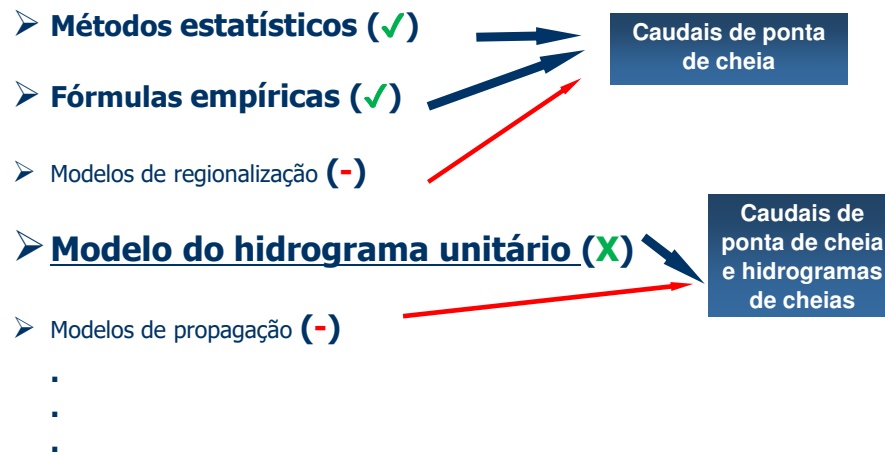 ➢ Métodos estatísticos (✓)
Caudais de ponta
de cheia
➢ Fórmulas empíricas (✓)
➢ Modelos de regionalização (-)
➢ Modelo do hidrograma unitário (X)
Caudais de
ponta de cheia
e hidrogramas
de cheias
➢ Modelos de propagação (-)
.
.
.